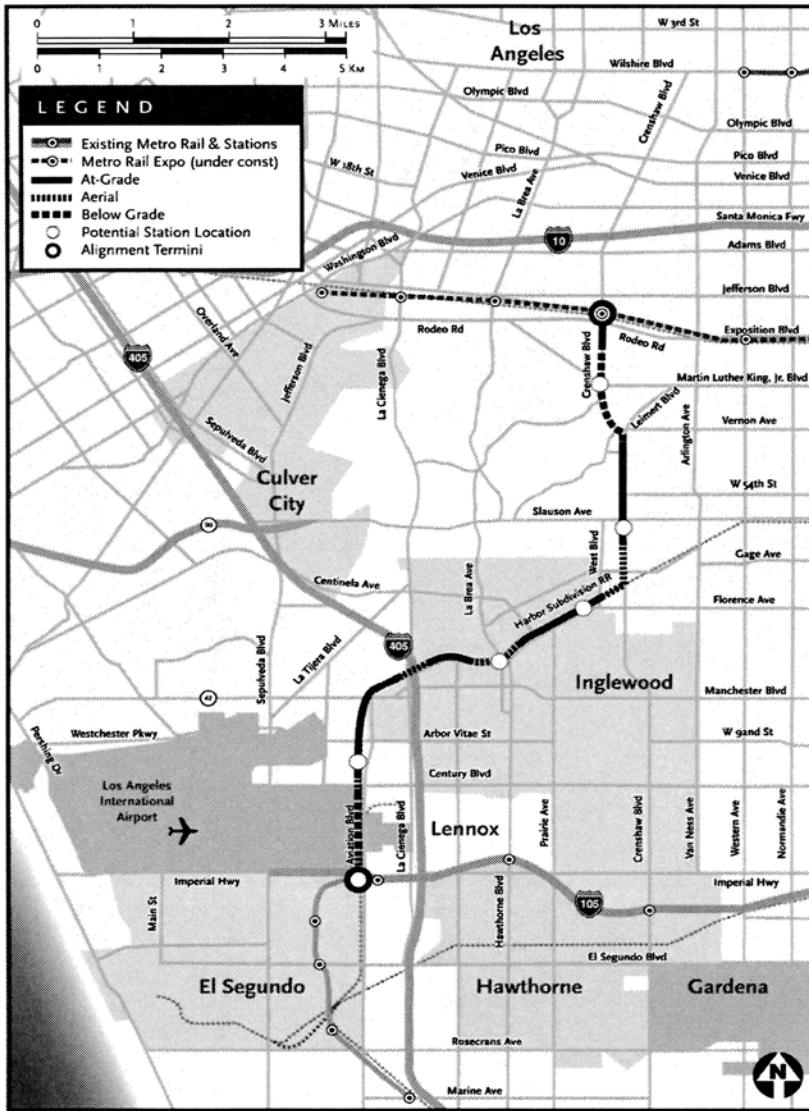 0 1 2 3 MILES
0 1 2 3 4 5 KM
LEGEND
Existing Metro Rail & Stations
Metro Rail Expo (under const)
At-Grade
Aerial
Below Grade
Potential Station Location
Alignment Termini
Los
Angeles
W 3rd St
Wilshire Blvd
Olympic Blvd
Crenshaw Blvd
Olympic Blvd
Pico Blvd
Pico Blvd
W 18th St
Venice Blvd
Venice Blvd
La Brea Ave
Santa Monica Fwy
10
Washington Blvd
Adams Blvd
Jefferson Blvd
Overland Ave
Rodeo Rd
Rodeo Rd
Exposition Blvd
405
Jefferson Blvd
La Cienega Blvd
Crenshaw Blvd
Martin Luther King, Jr. Blvd
Leimert Blvd
Vernon Ave
Arlington Ave
Sepulveda Blvd
Culver
City
W 54th St
Slauson Ave
90
West Blvd
Gage Ave
La Brea Ave
Centinela Ave
Harbor Subdivision RR
Florence Ave
405
La Tijera Blvd
Sepulveda Blvd
Inglewood
42
Manchester Blvd
Pershing Dr
Westchester Pkwy
Arbor Vitae St
W 92nd St
Century Blvd
Los Angeles
International
Airport
Aviation Blvd
La Cienega Blvd
Lennox
Prairie Ave
Crenshaw Blvd
Van Ness Ave
Western Ave
Normandie Ave
Imperial Hwy
Imperial Hwy
Main St
Hawthorne Blvd
105
El Segundo Blvd
El Segundo
Hawthorne
Gardena
Rosecrans Ave
Marine Ave
N